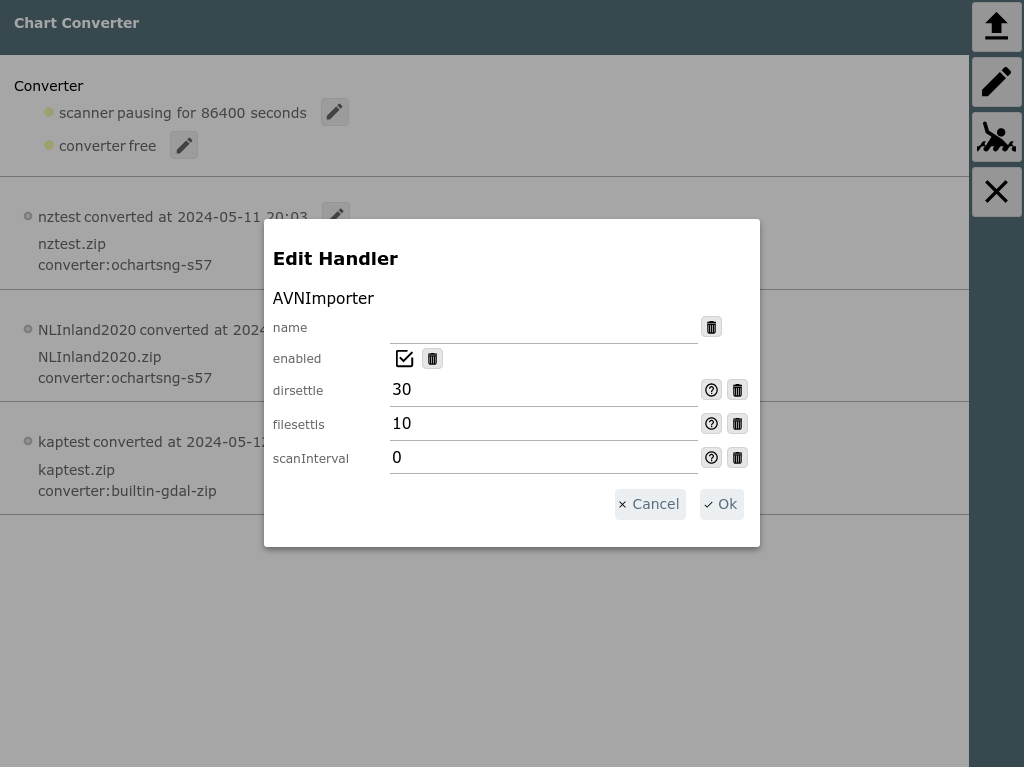 Chart Converter
Converter
scanner pausing for 86400 seconds
converter free
nztest converted at 2024-05-11 20:03
nztest.zip
converter:ochartsng-s57
NLInland2020 converted at 2024
NLInland2020.zip
converter:ochartsng-s57
kaptest converted at 2024-05-12
kaptest.zip
converter:builtin-gdal-zip
Edit Handler
AVNImporter
name
enabled
dirsettle 30
filesettls 10
scanInterval 0
Cancel Ok